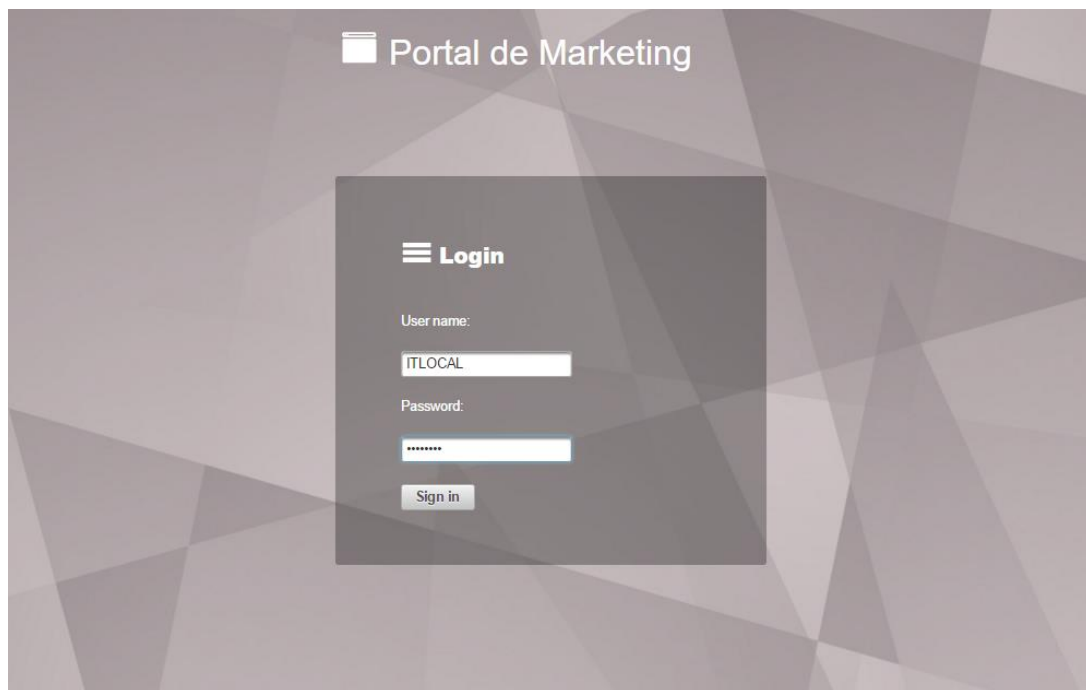 Portal de Marketing
Login
User name:
ITLOCAL
Password:
••••••••
Sign in